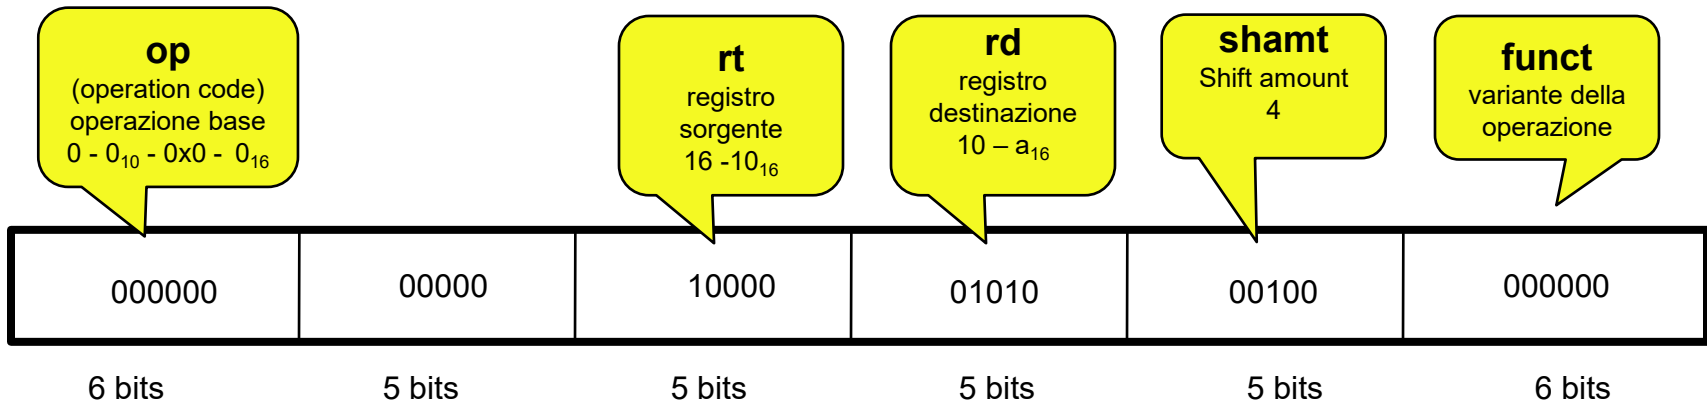 op
(operation code)
operazione base
0 - 0₁₀ - 0x0 - 0₁₆
rt
registro
sorgente
16 -10₁₆
rd
registro
destinazione
10 – a₁₆
shamt
Shift amount
4
funct
variante della
operazione
000000 00000 10000 01010 00100 000000
6 bits 5 bits 5 bits 5 bits 5 bits 6 bits